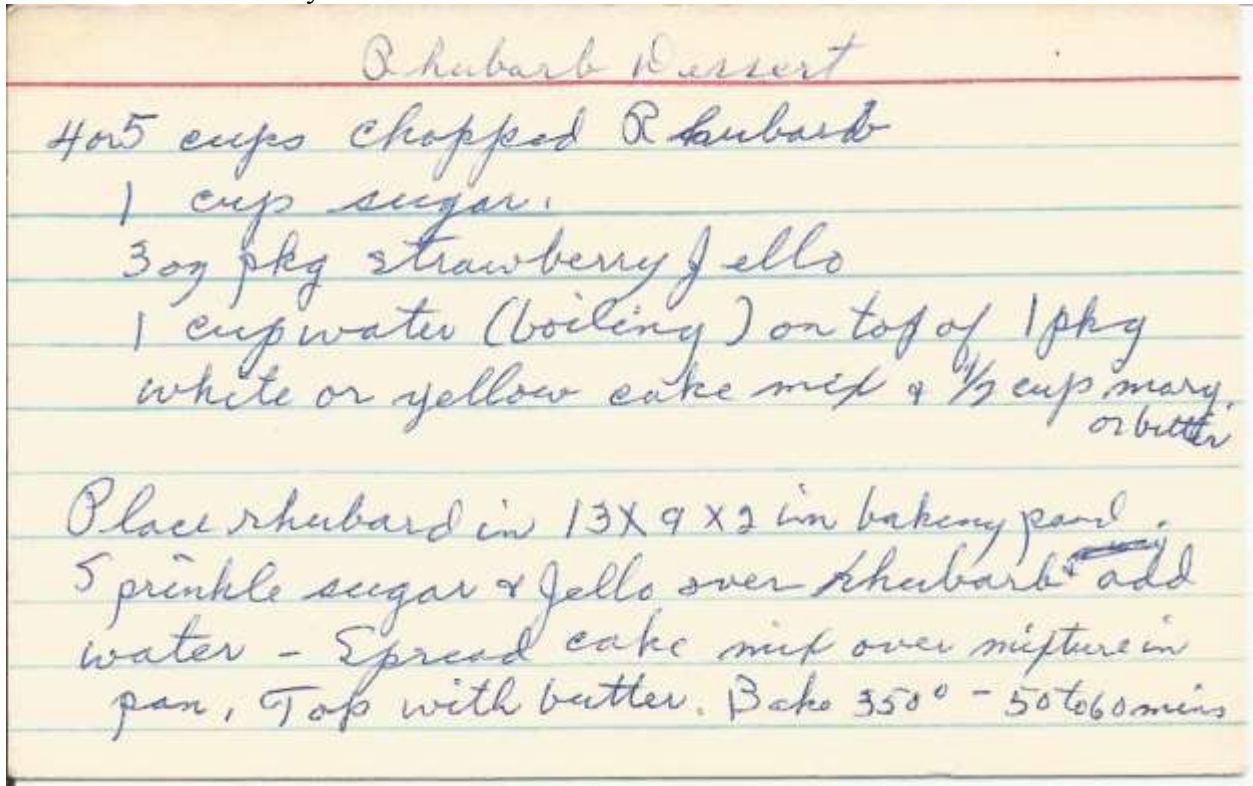 Rhubarb Dessert
4 or 5 cups chopped Rhubarb
1 cup sugar.
3 oz pkg strawberry Jello
1 cup water (boiling) on top of 1 pkg
white or yellow cake mix & 1/2 cup marg.
or butter
Place rhubard in 13 X 9 X 2 in baking pan.
Sprinkle sugar & Jello over rhubarb add
water - Spread cake mix over mixture in
pan, Top with butter. Bake 350° - 50 to 60 mins